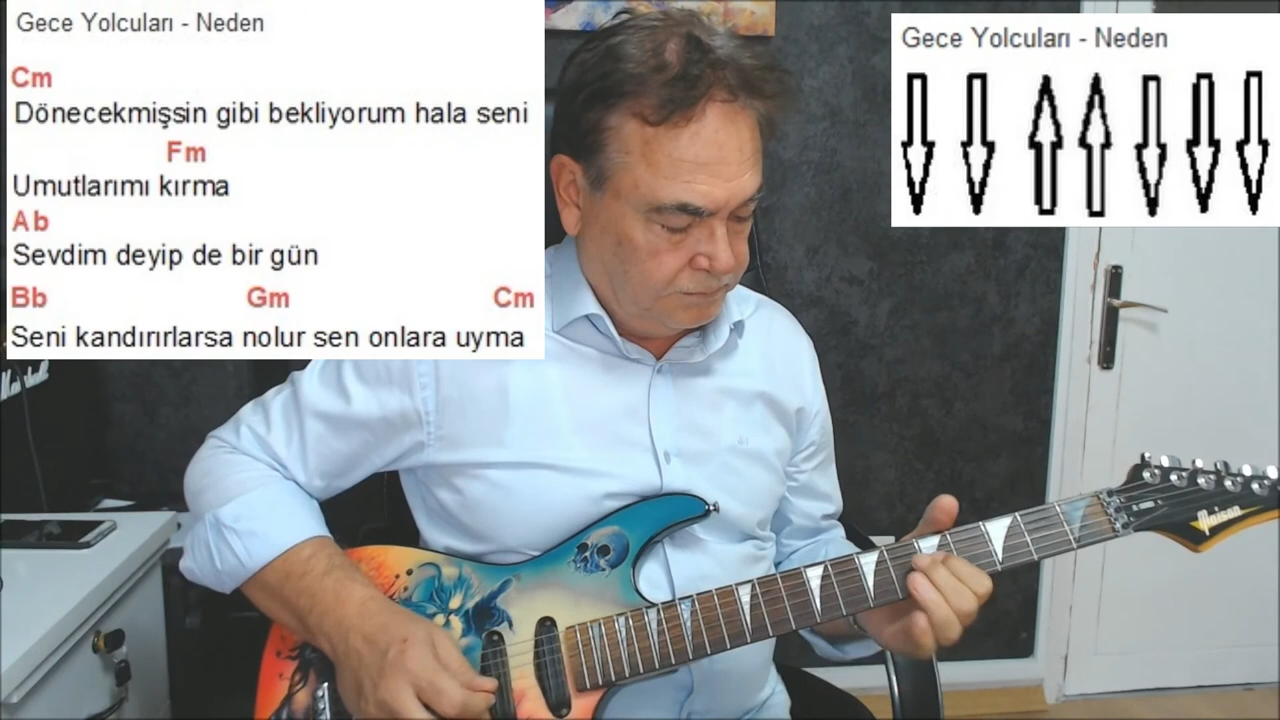 Gece Yolcuları - Neden
Cm
Dönecekmişsin gibi bekliyorum hala seni
Fm
Umutlarımı kırma
Ab
Sevdim deyip de bir gün
Bb Gm Cm
Seni kandırırlarsa nolur sen onlara uyma
Gece Yolcuları - Neden
Marshall
Maison